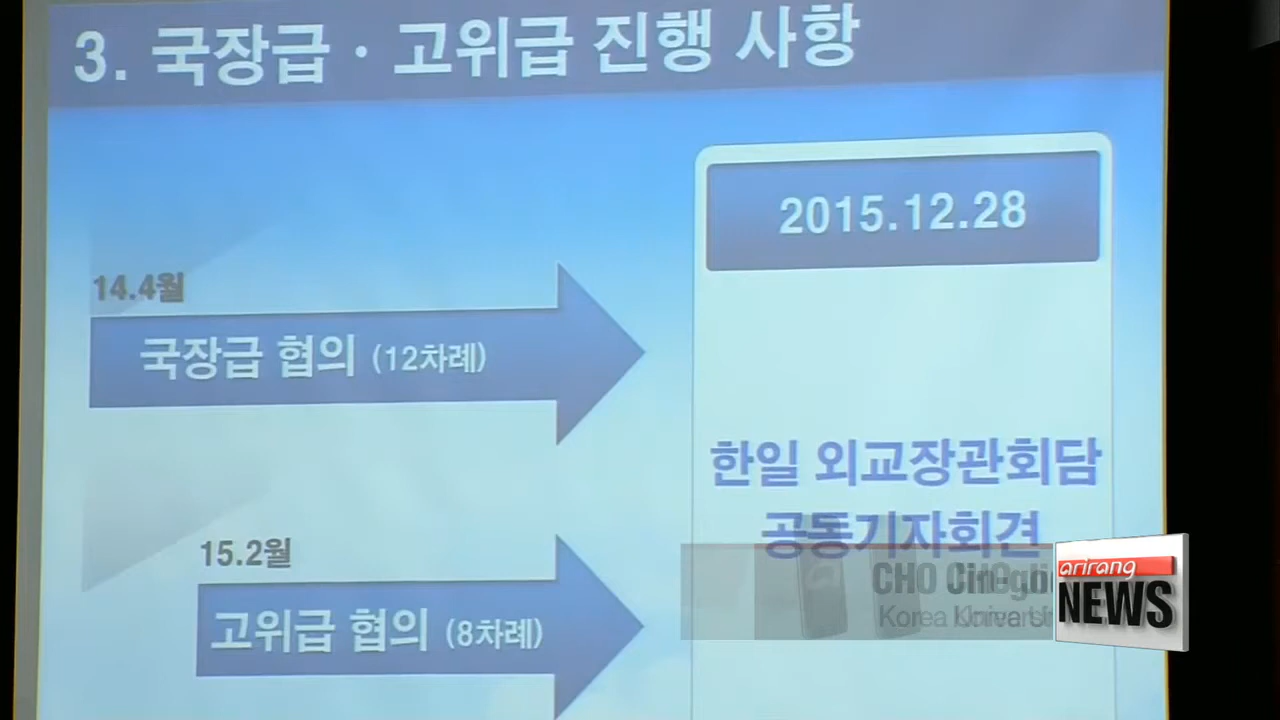 3. 국장급 · 고위급 진행 사항
2015.12.28
14.4월
국장급 협의 (12차례)
한일 외교장관회담
공동기자회견
15.2월
고위급 협의 (8차례)
CHO
Korea
arirang
NEWS